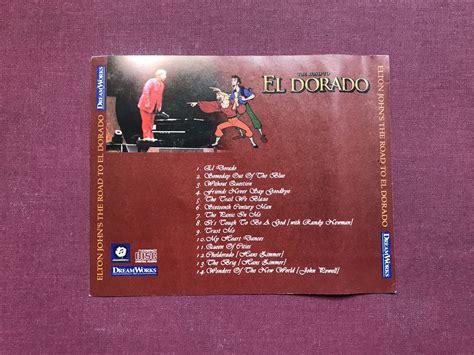 THE ROAD TO
EL DORADO
1. El Dorado
2. Someday Out Of The Blue
3. Without Question
4. Friends Never Say Goodbye
5. The Trail We Blaze
6. Sixteenth Century Man
7. The Panic In Me
8. It's Tough To Be A God [with Randy Newman]
9. Trust Me
10. My Heart Dances
11. Queen Of Cities
12. Cheldorado [Hans Zimmer]
13. The Brig [Hans Zimmer]
14. Wonders Of The New World [John Powell]
DREAMWORKS
ELTON JOHN'S THE ROAD TO EL DORADO
DREAMWORKS
ELTON JOHN'S THE ROAD TO EL DORADO
DREAMWORKS